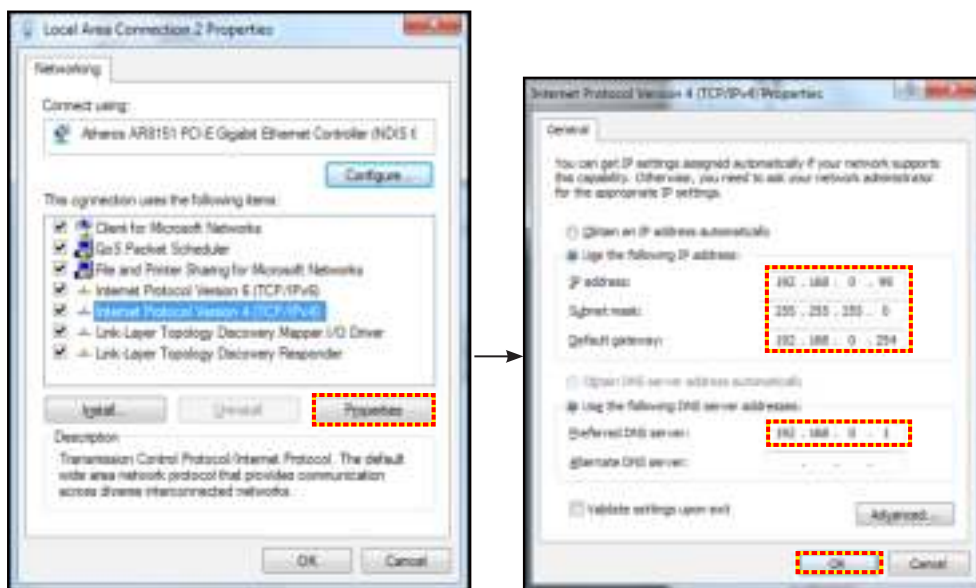 Local Area Connection 2 Properties
Networking
Connect using:
Atheros AR8151 PCI-E Gigabit Ethernet Controller (NDIS 6
Configure...
This connection uses the following items:
Client for Microsoft Networks
QoS Packet Scheduler
File and Printer Sharing for Microsoft Networks
Internet Protocol Version 6 (TCP/IPv6)
Internet Protocol Version 4 (TCP/IPv4)
Link-Layer Topology Discovery Mapper I/O Driver
Link-Layer Topology Discovery Responder
Install...
Uninstall
Properties
Description
Transmission Control Protocol/Internet Protocol. The default
wide area network protocol that provides communication
across diverse interconnected networks.
OK
Cancel
Internet Protocol Version 4 (TCP/IPv4) Properties
General
You can get IP settings assigned automatically if your network supports
this capability. Otherwise, you need to ask your network administrator
for the appropriate IP settings.
Obtain an IP address automatically
Use the following IP address:
IP address: 192 . 168 . 0 .
Subnet mask: 255 . 255 . 255 . 0
Default gateway: 192 . 168 . 0 . 254
Obtain DNS server address automatically
Use the following DNS server addresses:
Preferred DNS server: 192 . 168 . 0 . 1
Alternate DNS server: . . .
Validate settings upon exit
Advanced...
OK
Cancel